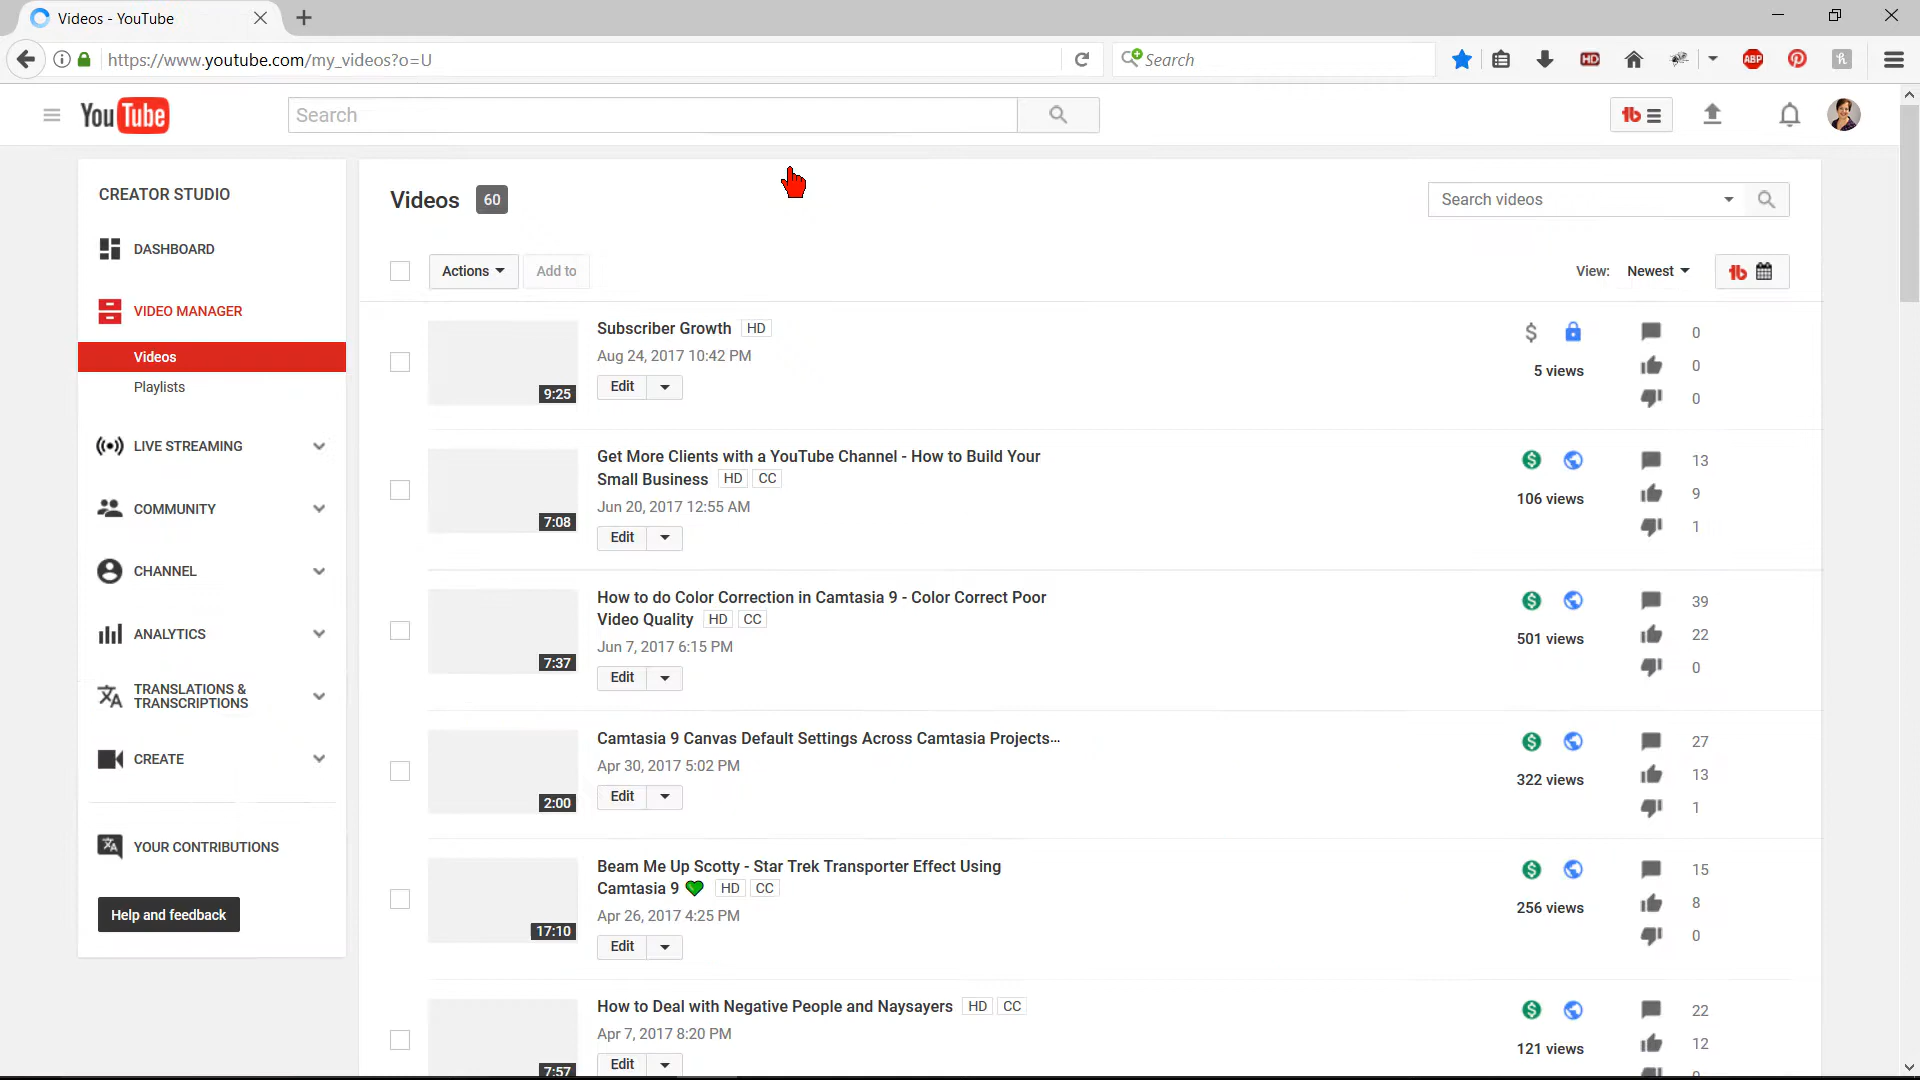 Videos - YouTube
https://www.youtube.com/my_videos?o=U
Search
HD
ABP
h
YouTube
Search
tb
CREATOR STUDIO
DASHBOARD
VIDEO MANAGER
Videos
Playlists
LIVE STREAMING
COMMUNITY
CHANNEL
ANALYTICS
TRANSLATIONS &
TRANSCRIPTIONS
CREATE
YOUR CONTRIBUTIONS
Help and feedback
Videos 60
Search videos
Actions
Add to
View: Newest
tb
Subscriber Growth HD
Aug 24, 2017 10:42 PM
Edit
9:25
$
5 views
0
0
0
Get More Clients with a YouTube Channel - How to Build Your
Small Business HD CC
Jun 20, 2017 12:55 AM
Edit
7:08
$
106 views
13
9
1
How to do Color Correction in Camtasia 9 - Color Correct Poor
Video Quality HD CC
Jun 7, 2017 6:15 PM
Edit
7:37
$
501 views
39
22
0
Camtasia 9 Canvas Default Settings Across Camtasia Projects...
Apr 30, 2017 5:02 PM
Edit
2:00
$
322 views
27
13
1
Beam Me Up Scotty - Star Trek Transporter Effect Using
Camtasia 9 💚 HD CC
Apr 26, 2017 4:25 PM
Edit
17:10
$
256 views
15
8
0
How to Deal with Negative People and Naysayers HD CC
Apr 7, 2017 8:20 PM
Edit
7:57
$
121 views
22
12